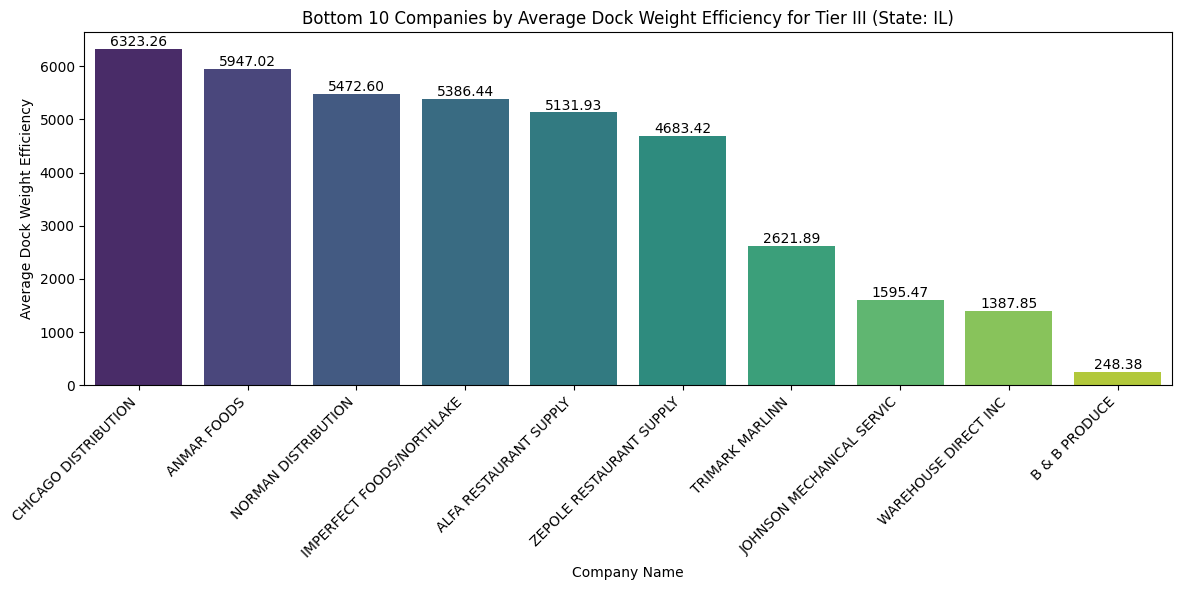 Bottom 10 Companies by Average Dock Weight Efficiency for Tier III (State: IL)
Average Dock Weight Efficiency
6000
5000
4000
3000
2000
1000
0
6323.26
5947.02
5472.60
5386.44
5131.93
4683.42
2621.89
1595.47
1387.85
248.38
CHICAGO DISTRIBUTION
ANMAR FOODS
NORMAN DISTRIBUTION
IMPERFECT FOODS/NORTHLAKE
ALFA RESTAURANT SUPPLY
ZEPOLE RESTAURANT SUPPLY
TRIMARK MARLINN
JOHNSON MECHANICAL SERVIC
WAREHOUSE DIRECT INC
B & B PRODUCE
Company Name